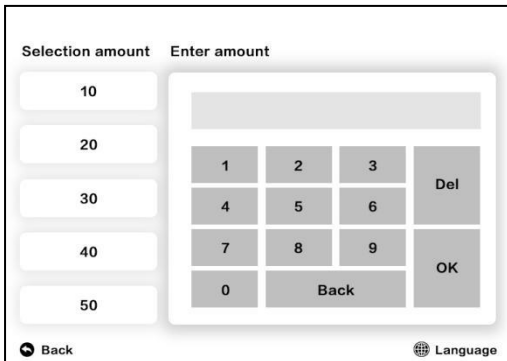 Selection amount
Enter amount
10
20
30
40
50
1 2 3 Del
4 5 6
7 8 9 OK
0 Back
Back
Language